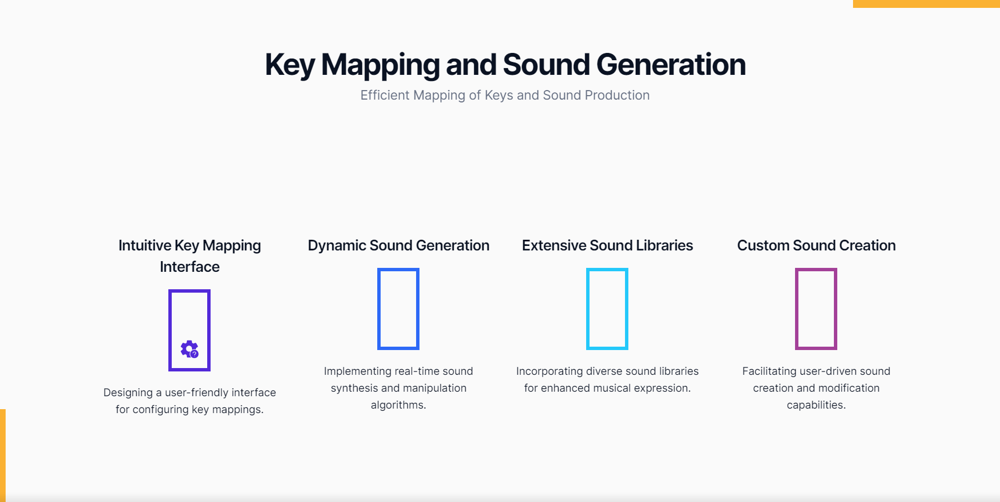 Key Mapping and Sound Generation
Efficient Mapping of Keys and Sound Production
Intuitive Key Mapping
Interface
Designing a user-friendly interface
for configuring key mappings.
Dynamic Sound Generation
Implementing real-time sound
synthesis and manipulation
algorithms.
Extensive Sound Libraries
Incorporating diverse sound libraries
for enhanced musical expression.
Custom Sound Creation
Facilitating user-driven sound
creation and modification
capabilities.